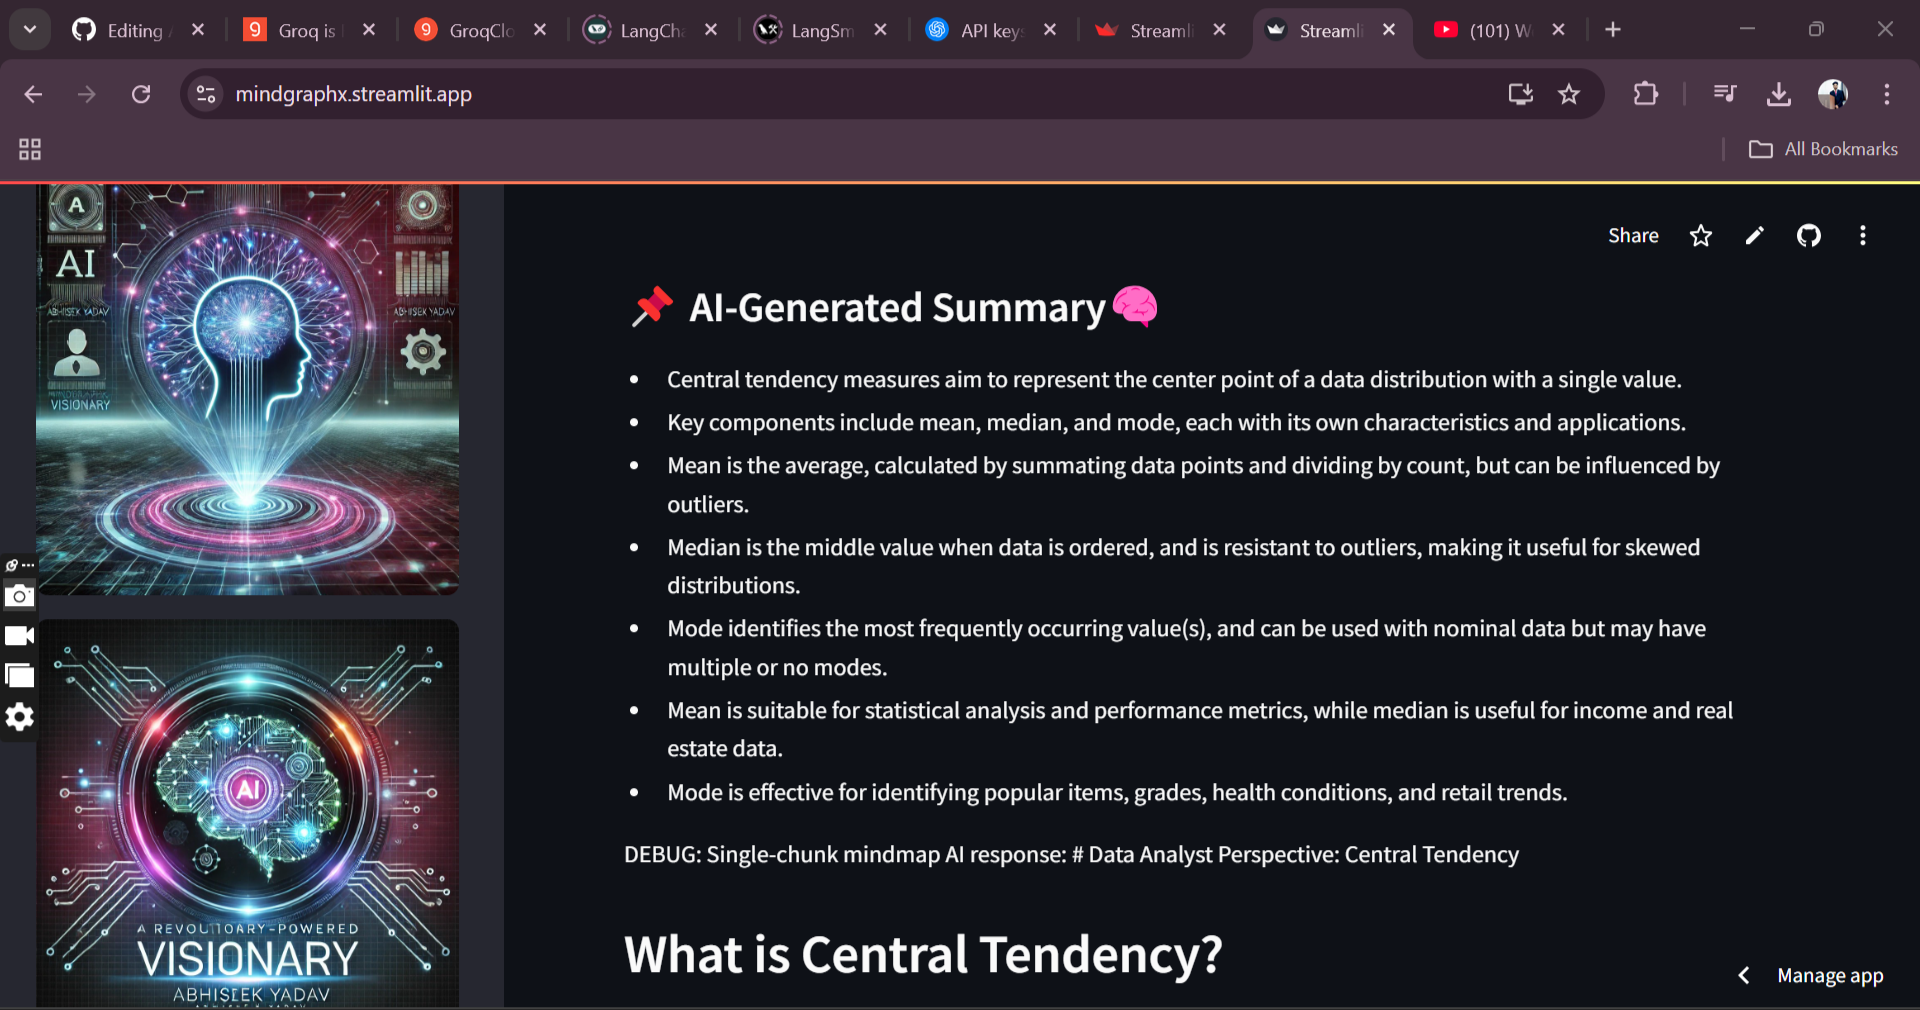 Editing
Groq is
GroqClo
LangCha
LangSm
API keys
Streamli
Streamli
(101) W
mindgraphx.streamlit.app
All Bookmarks
Share
A
AI
ABHISEK YADAV
ABHISEK YADAV
VISIONARY
📌 AI-Generated Summary🧠
• Central tendency measures aim to represent the center point of a data distribution with a single value.
• Key components include mean, median, and mode, each with its own characteristics and applications.
• Mean is the average, calculated by summating data points and dividing by count, but can be influenced by
outliers.
• Median is the middle value when data is ordered, and is resistant to outliers, making it useful for skewed
distributions.
• Mode identifies the most frequently occurring value(s), and can be used with nominal data but may have
multiple or no modes.
• Mean is suitable for statistical analysis and performance metrics, while median is useful for income and real
estate data.
• Mode is effective for identifying popular items, grades, health conditions, and retail trends.
DEBUG: Single-chunk mindmap AI response: # Data Analyst Perspective: Central Tendency
What is Central Tendency?
AI
A REVOUTOARY-POWERED
VISIONARY
ABHISIEK YADAV
Manage app